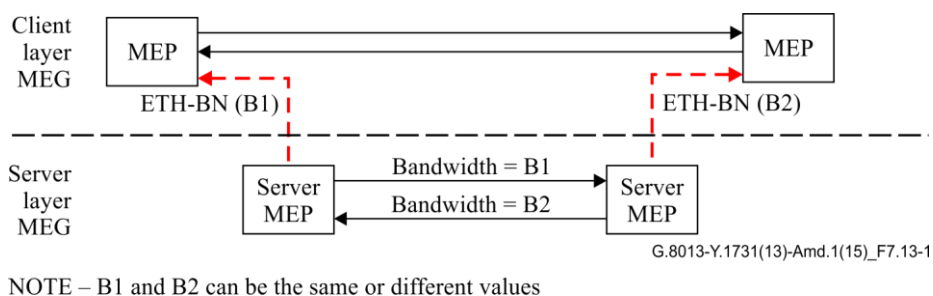 Client
layer
MEG
MEP
MEP
ETH-BN (B1)
ETH-BN (B2)
Server
layer
MEG
Server
MEP
Bandwidth = B1
Bandwidth = B2
Server
MEP
G.8013-Y.1731(13)-Amd.1(15)_F7.13-1
NOTE – B1 and B2 can be the same or different values